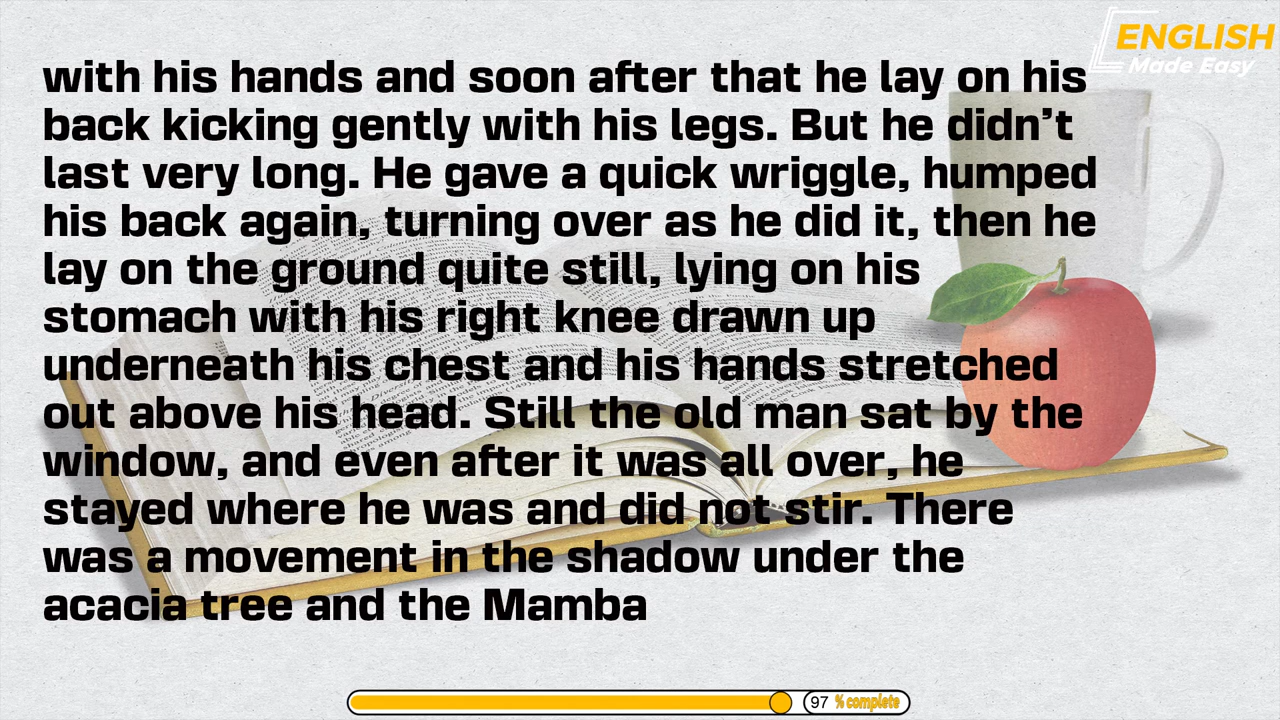 ENGLISH
Made Easy
with his hands and soon after that he lay on his
back kicking gently with his legs. But he didn’t
last very long. He gave a quick wriggle, humped
his back again, turning over as he did it, then he
lay on the ground quite still, lying on his
stomach with his right knee drawn up
underneath his chest and his hands stretched
out above his head. Still the old man sat by the
window, and even after it was all over, he
stayed where he was and did not stir. There
was a movement in the shadow under the
acacia tree and the Mamba
97 % complete